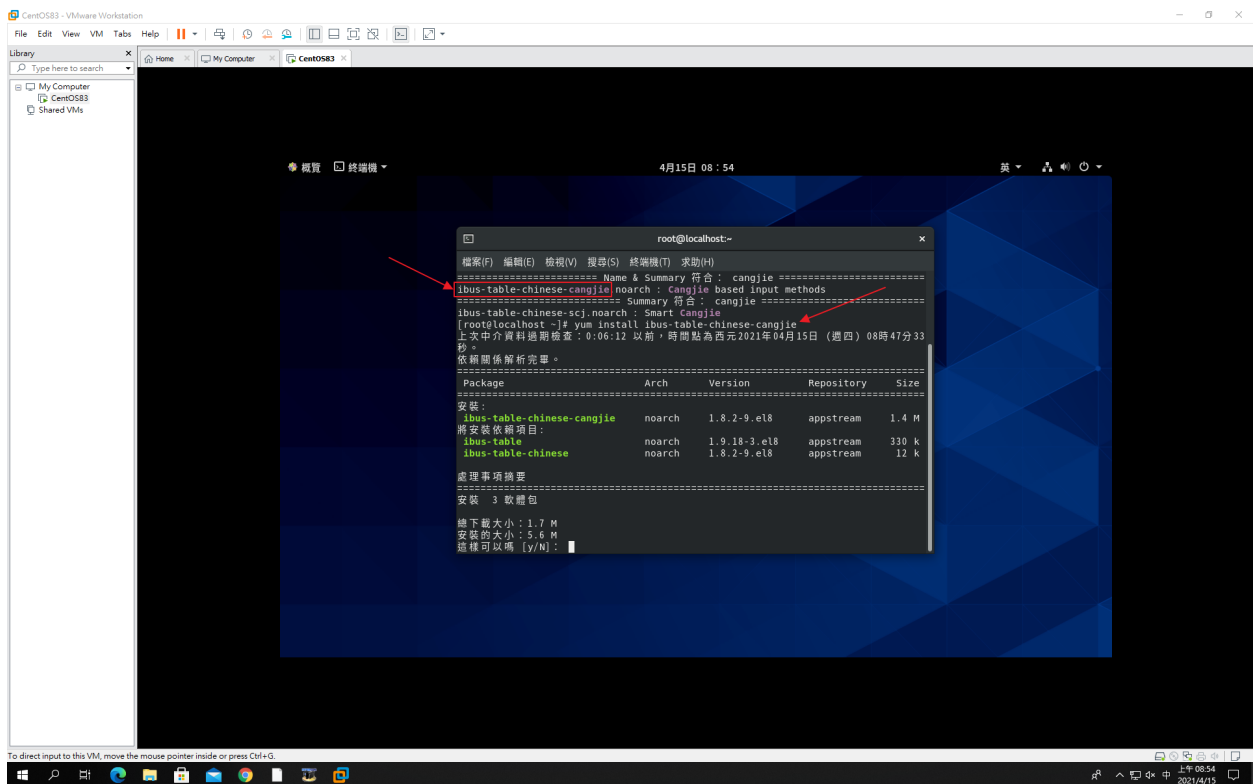 CentOS83 - VMware Workstation
File Edit View VM Tabs Help
Library
Type here to search
Home
My Computer
CentOS83
My Computer
CentOS83
Shared VMs
概覧 終端機 4月15日 08：54 英
root@localhost:~
檔案(F) 編輯(E) 檢視(V) 搜尋(S) 終端機(T) 求助(H)
========================= Name & Summary 符合： cangjie =========================
ibus-table-chinese-cangjie.noarch : Cangjie based input methods
============================ Summary 符合： cangjie ============================
ibus-table-chinese-scj.noarch : Smart Cangjie
[root@localhost ~]# yum install ibus-table-chinese-cangjie
上次中介資料過期檢查：0:06:12 以前，時間點為西元2021年04月15日 (週四) 08時47分33
秒。
依賴關係解析完畢。
================================================================================
Package Arch Version Repository Size
================================================================================
安裝:
ibus-table-chinese-cangjie noarch 1.8.2-9.el8 appstream 1.4 M
將安裝依賴項目:
ibus-table noarch 1.9.18-3.el8 appstream 330 k
ibus-table-chinese noarch 1.8.2-9.el8 appstream 12 k
處理事項摘要
================================================================================
安裝 3 軟體包
總下載大小：1.7 M
安裝的大小：5.6 M
這樣可以嗎 [y/N]：
To direct input to this VM, move the mouse pointer inside or press Ctrl+G.
中 上午 08:54
2021/4/15